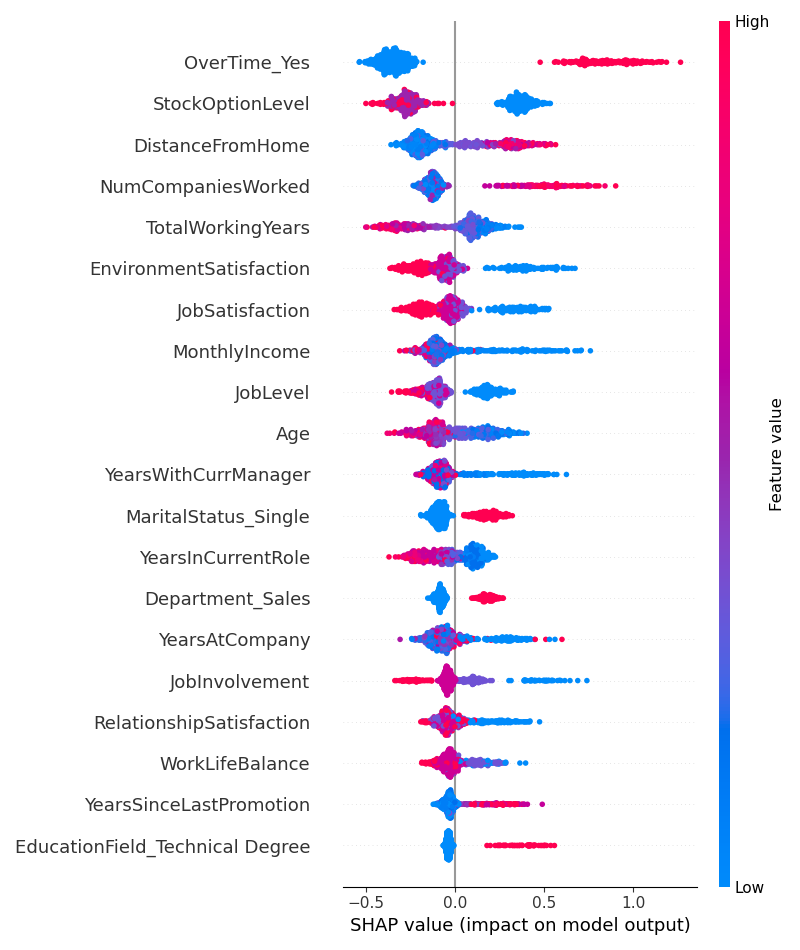 High
OverTime_Yes
StockOptionLevel
DistanceFromHome
NumCompaniesWorked
TotalWorkingYears
EnvironmentSatisfaction
JobSatisfaction
MonthlyIncome
JobLevel
Age
YearsWithCurrManager
MaritalStatus_Single
YearsInCurrentRole
Department_Sales
YearsAtCompany
JobInvolvement
RelationshipSatisfaction
WorkLifeBalance
YearsSinceLastPromotion
EducationField_Technical Degree
Feature value
Low
−0.5 0.0 0.5 1.0
SHAP value (impact on model output)